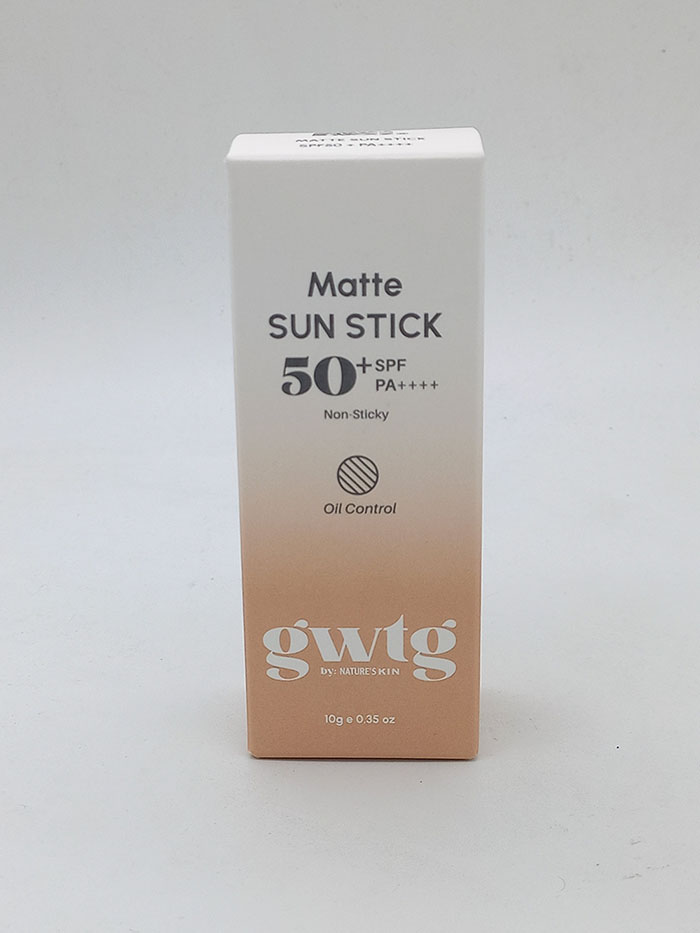 MATTE SUN STICK
SPF50 + PA++++
Matte
SUN STICK
50+ SPF
PA++++
Non-Sticky
Oil Control
gwtg
by: NATURE'SKIN
10g e 0,35 oz